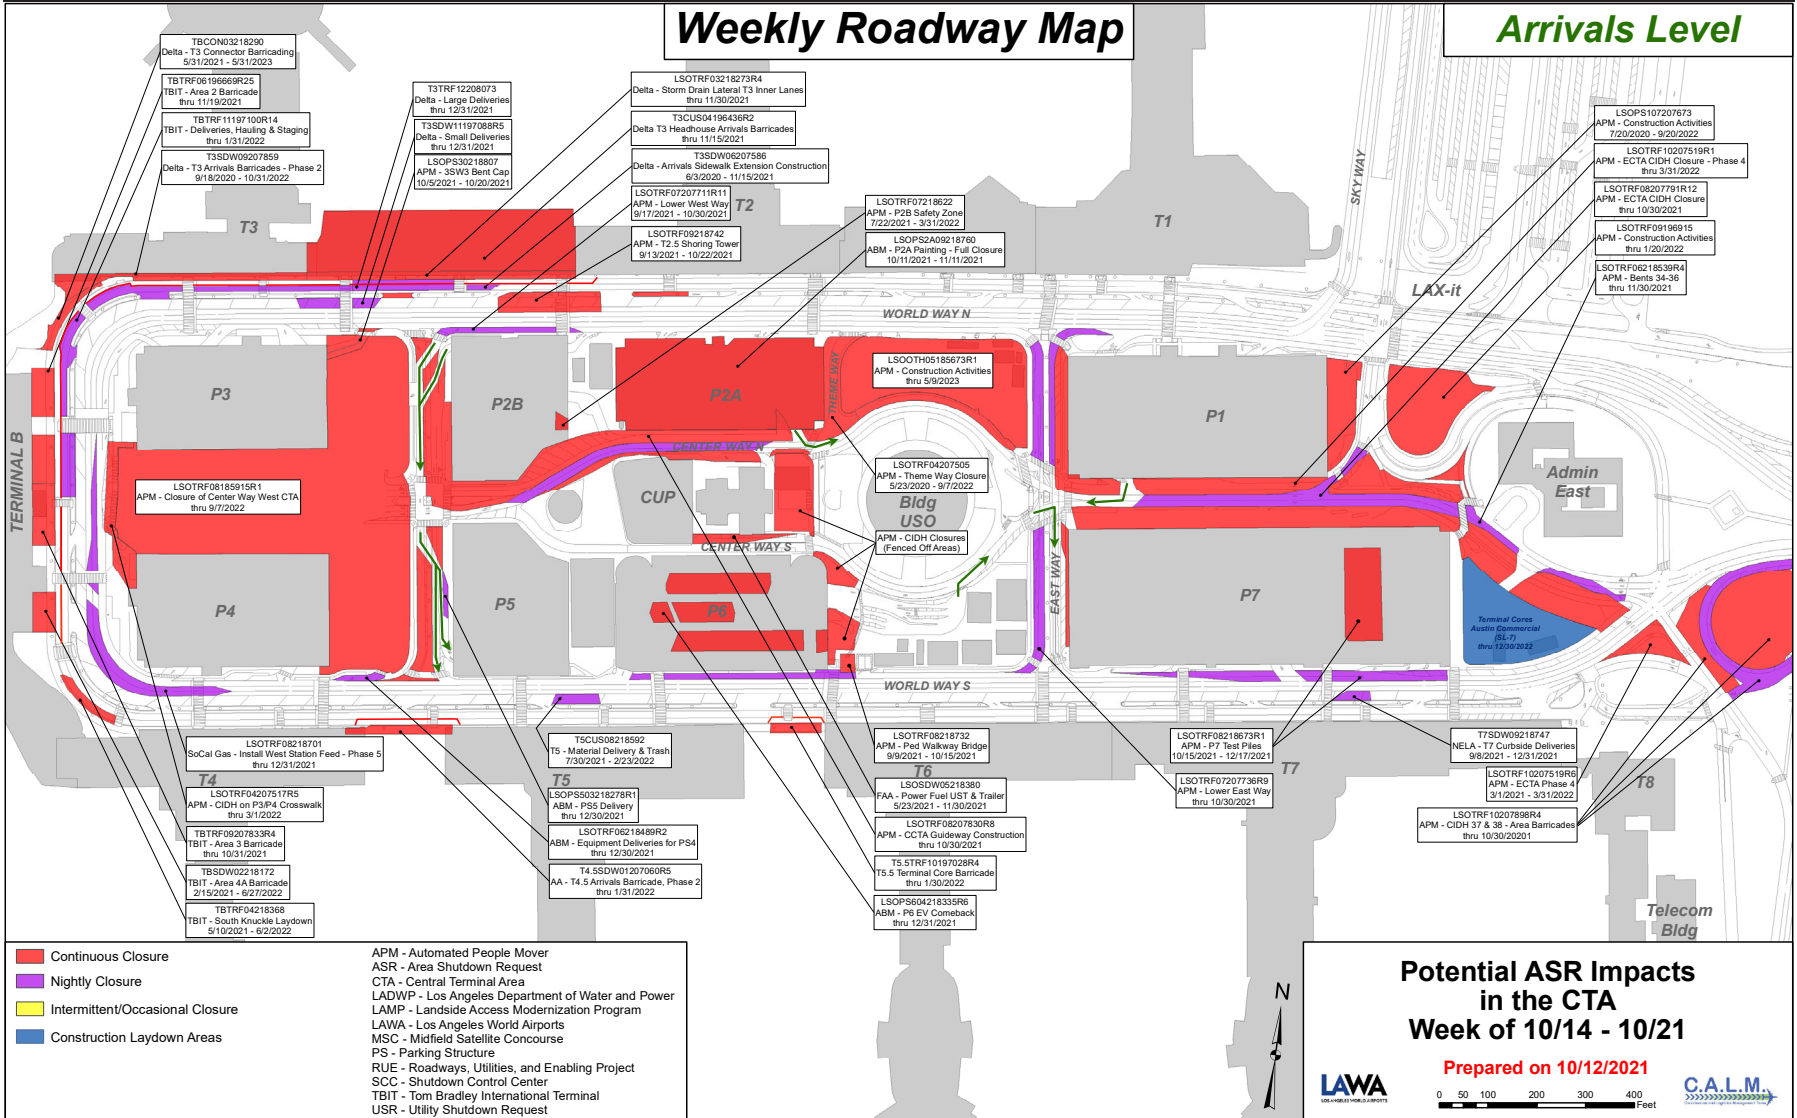 Weekly Roadway Map
Arrivals Level
TBCON03218290
Delta - T3 Connector Barricading
5/31/2021 - 5/31/2023
TBTRF06196669R25
TBIT - Area 2 Barricade
thru 11/19/2021
TBTRF11197100R14
TBIT - Deliveries, Hauling & Staging
thru 1/31/2022
T3SDW09207859
Delta - T3 Arrivals Barricades - Phase 2
9/18/2020 - 10/31/2022
T3TRF12208073
Delta - Large Deliveries
thru 12/31/2021
T3SDW11197088R5
Delta - Small Deliveries
thru 12/31/2021
LSOPS30218807
APM - 3SW3 Bent Cap
10/5/2021 - 10/20/2021
LSOTRF03218273R4
Delta - Storm Drain Lateral T3 Inner Lanes
thru 11/30/2021
T3CUS04196436R2
Delta T3 Headhouse Arrivals Barricades
thru 11/15/2021
T3SDW06207586
Delta - Arrivals Sidewalk Extension Construction
6/3/2020 - 11/15/2021
LSOTRF07207711R11
APM - Lower West Way
9/17/2021 - 10/30/2021
LSOTRF09218742
APM - T2.5 Shoring Tower
9/13/2021 - 10/22/2021
LSOTRF07218622
APM - P2B Safety Zone
7/22/2021 - 3/31/2022
LSOPS2A09218760
ABM - P2A Painting - Full Closure
10/11/2021 - 11/11/2021
LSOPS107207673
APM - Construction Activities
7/20/2020 - 9/20/2022
LSOTRF10207519R1
APM - ECTA CIDH Closure - Phase 4
thru 3/31/2022
LSOTRF08207791R12
APM - ECTA CIDH Closure
thru 10/30/2021
LSOTRF09196915
APM - Construction Activities
thru 1/20/2022
LSOTRF06218539R4
APM - Bents 34-36
thru 11/30/2021
T3
T2
T1
SKY WAY
LAX-it
WORLD WAY N
P3
P2B
P2A
THEME WAY
LSOOTH05185673R1
APM - Construction Activities
thru 5/9/2023
P1
CENTER WAY N
TERMINAL B
LSOTRF08185915R1
APM - Closure of Center Way West CTA
thru 9/7/2022
CUP
LSOTRF04207505
APM - Theme Way Closure
5/23/2020 - 9/7/2022
Bldg
USO
Admin
East
APM - CIDH Closures
(Fenced Off Areas)
CENTER WAY S
EAST WAY
P4
P5
P6
P7
Terminal Cores
Austin Commercial
(SL-7)
thru 12/30/2022
WORLD WAY S
LSOTRF08218701
SoCal Gas - Install West Station Feed - Phase 5
thru 12/31/2021
T4
LSOTRF04207517R5
APM - CIDH on P3/P4 Crosswalk
thru 3/1/2022
TBTRF09207833R4
TBIT - Area 3 Barricade
thru 10/31/2021
TBSDW02218172
TBIT - Area 4A Barricade
2/15/2021 - 6/27/2022
TBTRF04218368
TBIT - South Knuckle Laydown
5/10/2021 - 6/2/2022
T5CUS08218592
T5 - Material Delivery & Trash
7/30/2021 - 2/23/2022
T5
LSOPS503218278R1
ABM - PS5 Delivery
thru 12/30/2021
LSOTRF06218489R2
ABM - Equipment Deliveries for PS4
thru 12/30/2021
T4.5SDW01207060R5
AA - T4.5 Arrivals Barricade, Phase 2
thru 1/31/2022
LSOTRF08218732
APM - Ped Walkway Bridge
9/9/2021 - 10/15/2021
T6
LSOSDW05218380
FAA - Power Fuel UST & Trailer
5/23/2021 - 11/30/2021
LSOTRF08207830R8
APM - CCTA Guideway Construction
thru 10/30/2021
T5.5TRF10197028R4
T5.5 Terminal Core Barricade
thru 1/30/2022
LSOPS604218335R6
ABM - P6 EV Comeback
thru 12/31/2021
LSOTRF08218673R1
APM - P7 Test Piles
10/15/2021 - 12/17/2021
T7
LSOTRF07207736R9
APM - Lower East Way
thru 10/30/2021
T7SDW09218747
NELA - T7 Curbside Deliveries
9/8/2021 - 12/31/2021
LSOTRF10207519R6
APM - ECTA Phase 4
3/1/2021 - 3/31/2022
T8
LSOTRF10207898R4
APM - CIDH 37 & 38 - Area Barricades
thru 10/30/20201
Telecom
Bldg
Continuous Closure
Nightly Closure
Intermittent/Occasional Closure
Construction Laydown Areas
APM - Automated People Mover
ASR - Area Shutdown Request
CTA - Central Terminal Area
LADWP - Los Angeles Department of Water and Power
LAMP - Landside Access Modernization Program
LAWA - Los Angeles World Airports
MSC - Midfield Satellite Concourse
PS - Parking Structure
RUE - Roadways, Utilities, and Enabling Project
SCC - Shutdown Control Center
TBIT - Tom Bradley International Terminal
USR - Utility Shutdown Request
N
Potential ASR Impacts
in the CTA
Week of 10/14 - 10/21
Prepared on 10/12/2021
LAWA
LOS ANGELES WORLD AIRPORTS
0 50 100 200 300 400
Feet
C.A.L.M.